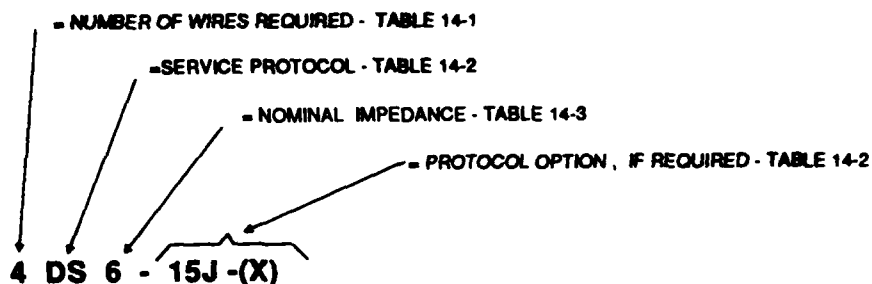 = NUMBER OF WIRES REQUIRED - TABLE 14-1
=SERVICE PROTOCOL - TABLE 14-2
= NOMINAL IMPEDANCE - TABLE 14-3
= PROTOCOL OPTION , IF REQUIRED - TABLE 14-2
4 DS 6 - 15J -(X)